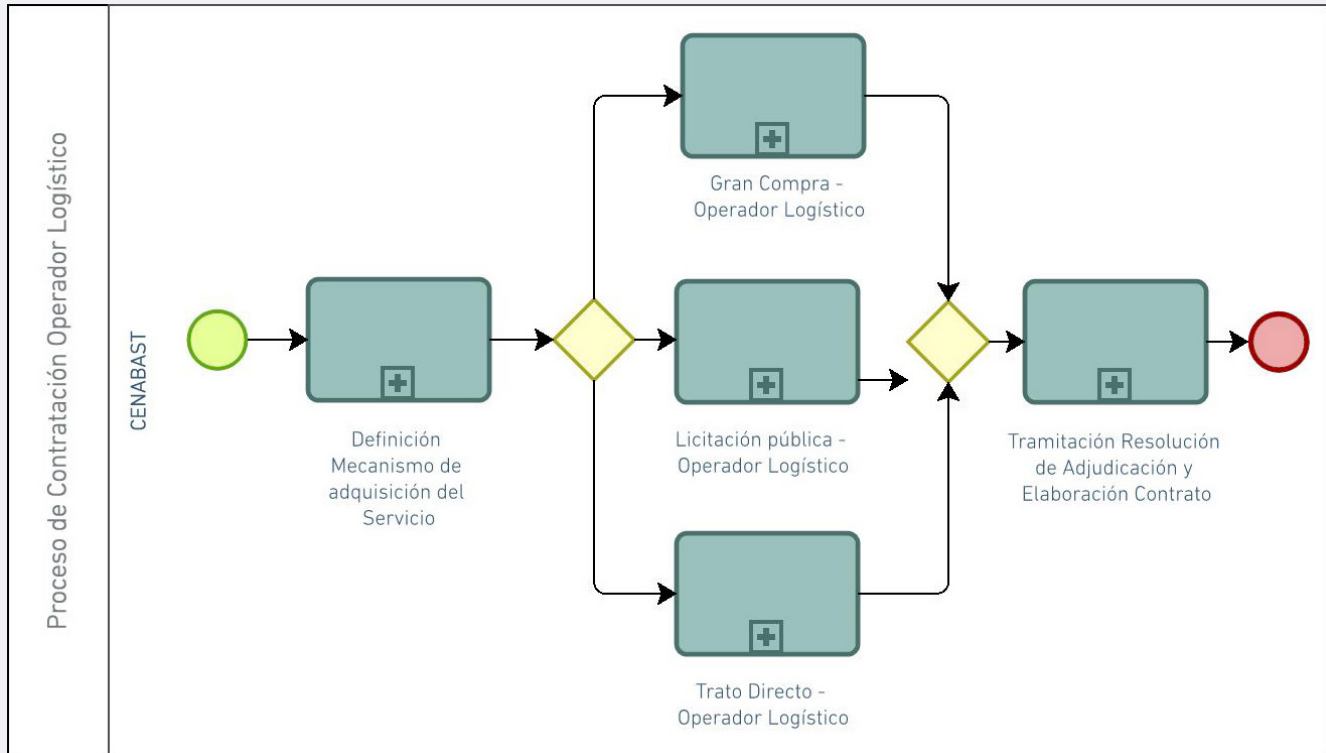 Proceso de Contratación Operador Logístico
CENABAST
Definición
Mecanismo de
adquisición del
Servicio
Gran Compra -
Operador Logístico
Licitación pública -
Operador Logístico
Trato Directo -
Operador Logístico
Tramitación Resolución
de Adjudicación y
Elaboración Contrato